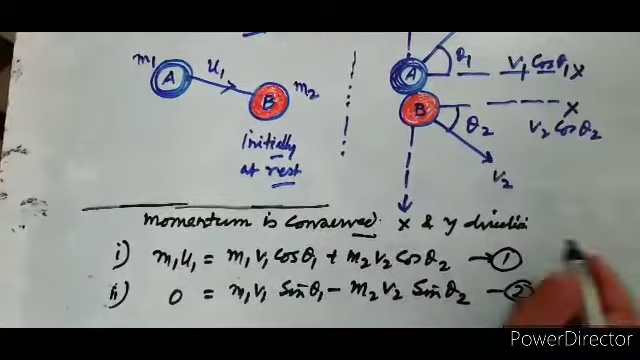 m₁ u₁ A B m₂
initially
at rest
A θ₁ V₁ Cosθ₁ X
B θ₂ X
V₂ Cosθ₂
V₂
momentum is conserved. x & y direction
i) m₁u₁ = m₁v₁ Cosθ₁ + m₂v₂ Cosθ₂ → 1
ii) 0 = m₁v₁ Sinθ₁ - m₂v₂ Sinθ₂ — 2
PowerDirector